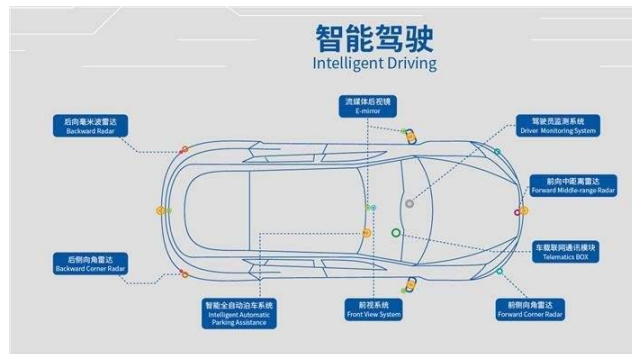 智能驾驶
Intelligent Driving
流媒体后视镜
E-mirror
后向毫米波雷达
Backward Radar
驾驶员监测系统
Driver Monitoring System
前向中距离雷达
Forward Middle-range Radar
车载联网通讯模块
Telematics BOX
后侧向角雷达
Backward Corner Radar
智能全自动泊车系统
Intelligent Automatic
Parking Assistance
前视系统
Front View System
前侧向角雷达
Forward Corner Radar